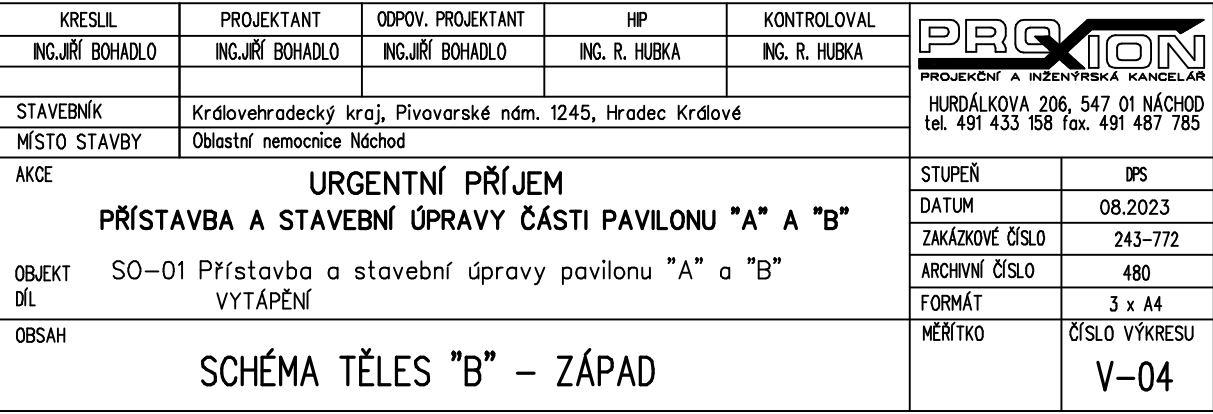 KRESLIL PROJEKTANT ODPOV. PROJEKTANT HIP KONTROLOVAL
ING.JIŘÍ BOHADLO ING.JIŘÍ BOHADLO ING.JIŘÍ BOHADLO ING. R. HUBKA ING. R. HUBKA
PROXION
PROJEKČNÍ A INŽENÝRSKÁ KANCELÁŘ
HURDÁLKOVA 206, 547 01 NÁCHOD
tel. 491 433 158 fax. 491 487 785
STAVEBNÍK Královehradecký kraj, Pivovarské nám. 1245, Hradec Králové
MÍSTO STAVBY Oblastní nemocnice Náchod
AKCE URGENTNÍ PŘÍJEM
PŘÍSTAVBA A STAVEBNÍ ÚPRAVY ČÁSTI PAVILONU "A" A "B"
OBJEKT SO-01 Přístavba a stavební úpravy pavilonu "A" a "B"
DÍL VYTÁPĚNÍ
STUPEŇ DPS
DATUM 08.2023
ZAKÁZKOVÉ ČÍSLO 243-772
ARCHIVNÍ ČÍSLO 480
FORMÁT 3 x A4
OBSAH
SCHÉMA TĚLES "B" - ZÁPAD
MĚŘÍTKO ČÍSLO VÝKRESU
V-04